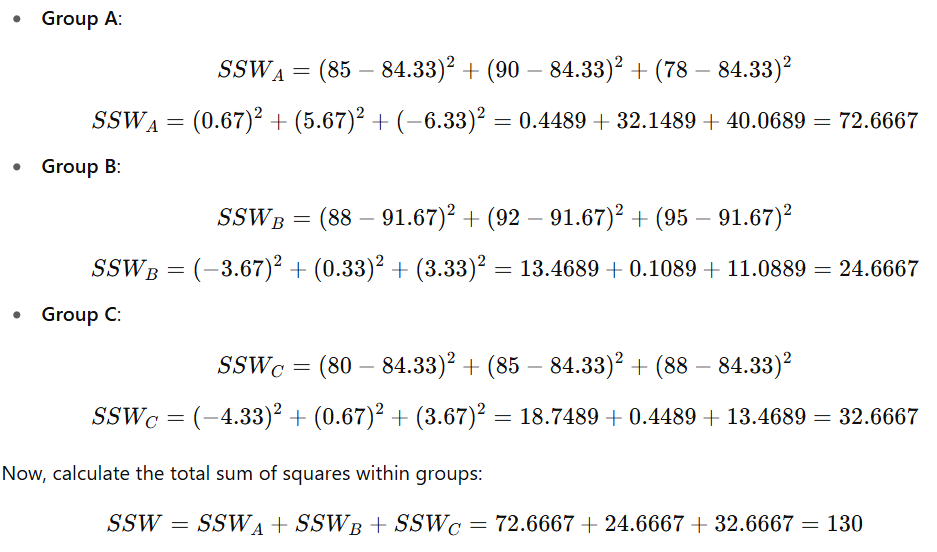 • Group A:
SSW_A = (85 − 84.33)² + (90 − 84.33)² + (78 − 84.33)²
SSW_A = (0.67)² + (5.67)² + (−6.33)² = 0.4489 + 32.1489 + 40.0689 = 72.6667
• Group B:
SSW_B = (88 − 91.67)² + (92 − 91.67)² + (95 − 91.67)²
SSW_B = (−3.67)² + (0.33)² + (3.33)² = 13.4689 + 0.1089 + 11.0889 = 24.6667
• Group C:
SSW_C = (80 − 84.33)² + (85 − 84.33)² + (88 − 84.33)²
SSW_C = (−4.33)² + (0.67)² + (3.67)² = 18.7489 + 0.4489 + 13.4689 = 32.6667
Now, calculate the total sum of squares within groups:
SSW = SSW_A + SSW_B + SSW_C = 72.6667 + 24.6667 + 32.6667 = 130